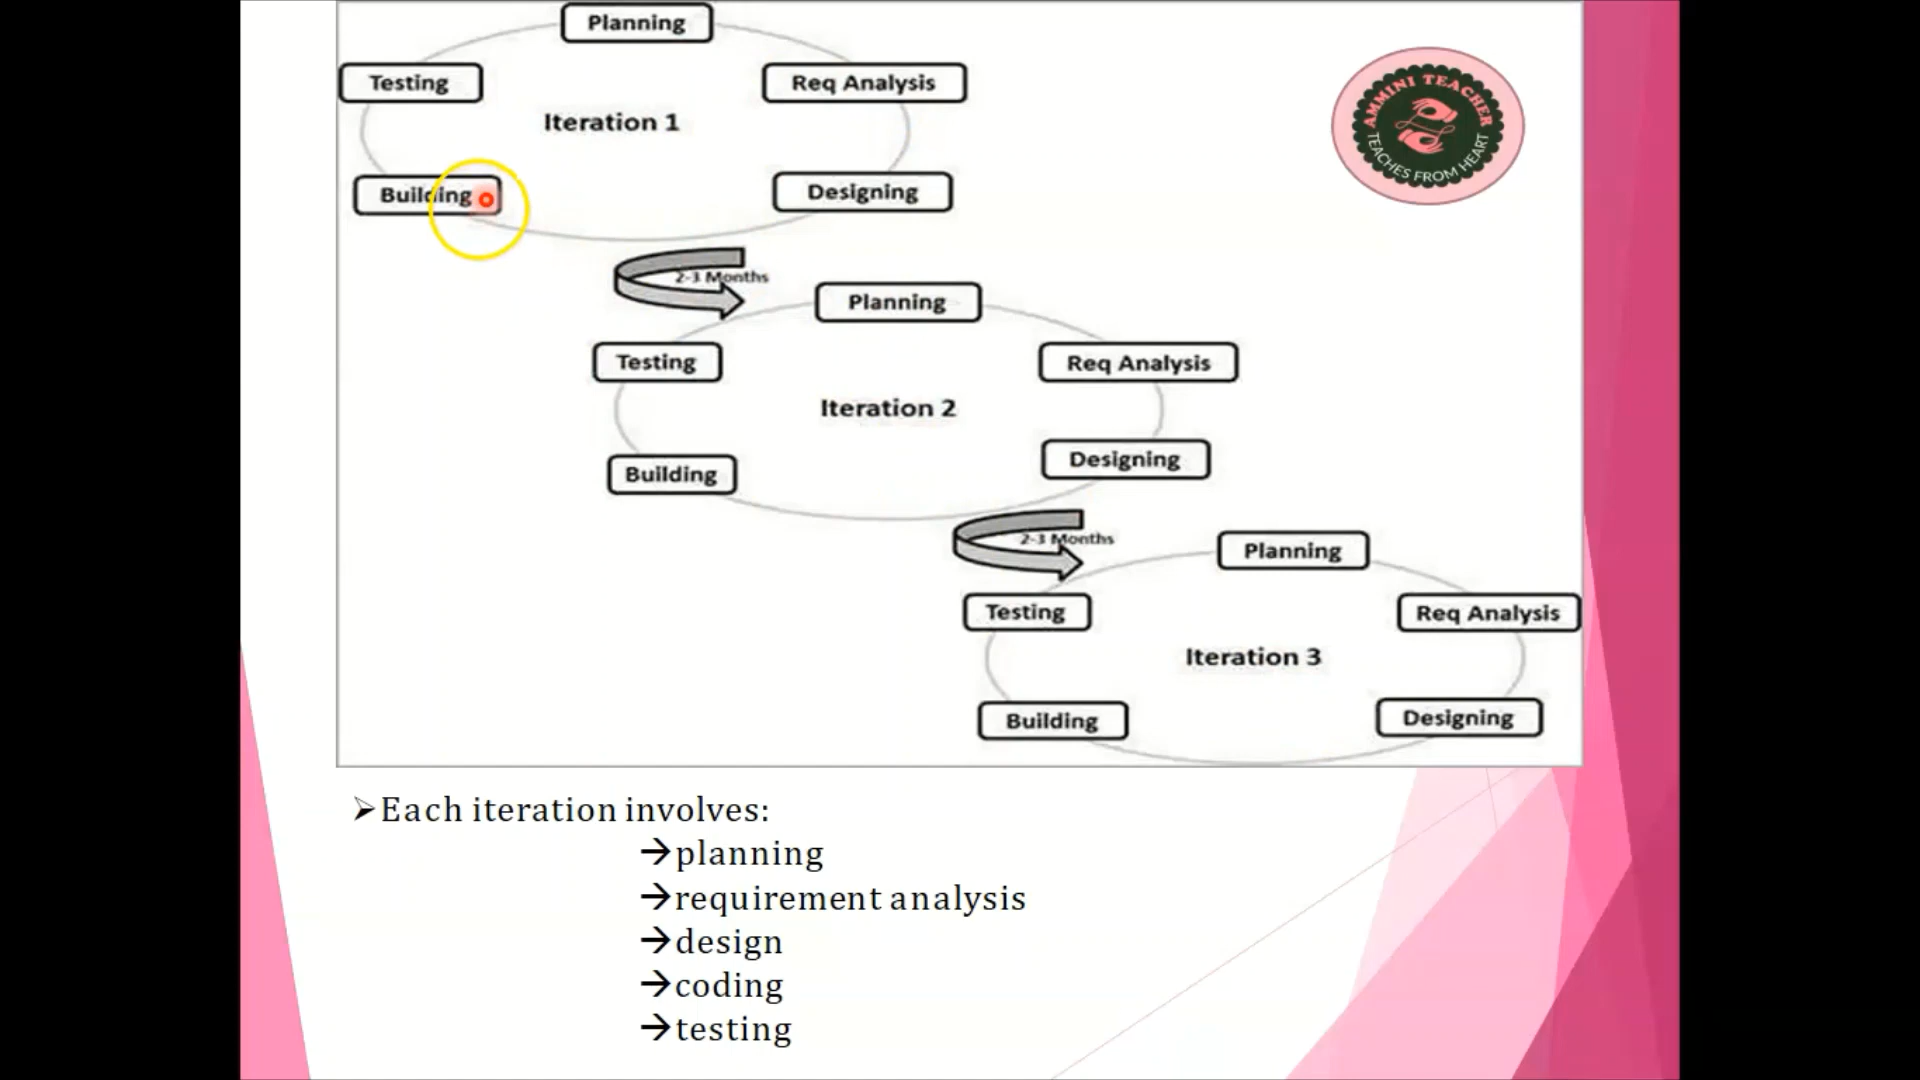 Planning
Testing
Req Analysis
Iteration 1
Building
Designing
AMMINI TEACHER
TEACHES FROM HEART
2-3 Months
Planning
Testing
Req Analysis
Iteration 2
Building
Designing
2-3 Months
Planning
Testing
Req Analysis
Iteration 3
Building
Designing
➢Each iteration involves:
→planning
→requirement analysis
→design
→coding
→testing